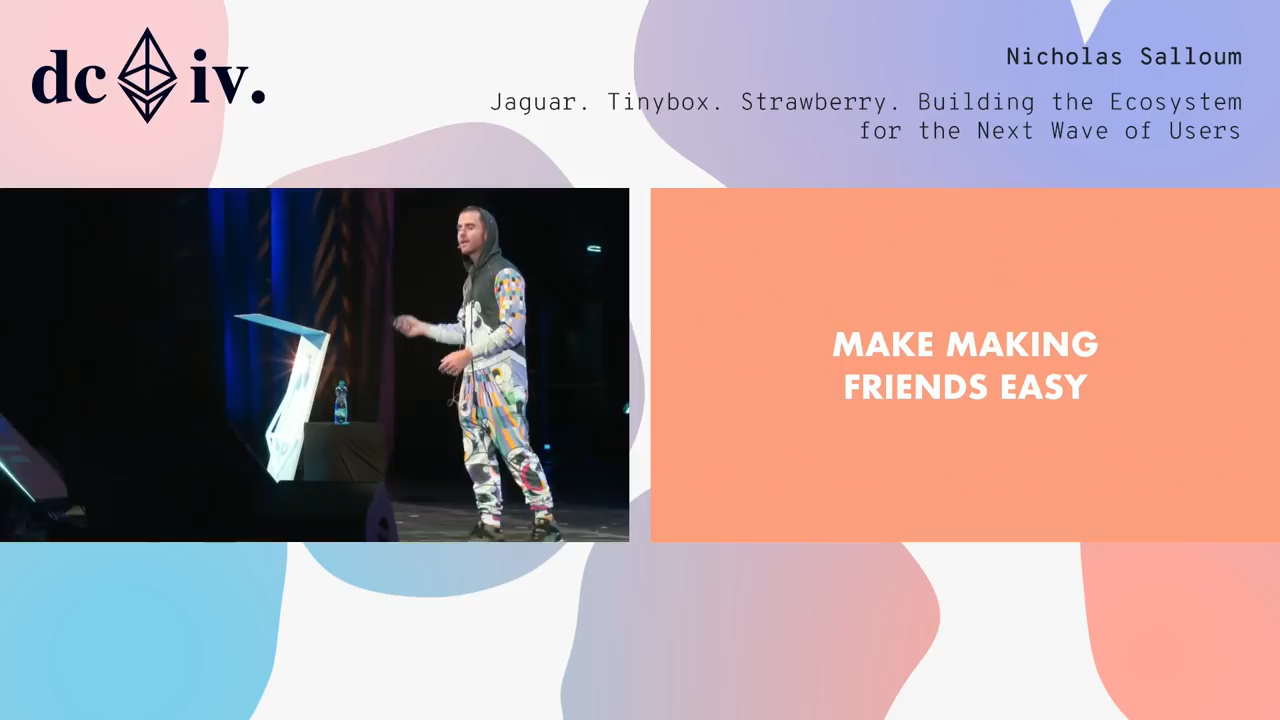 dc iv.
Nicholas Salloum
Jaguar. Tinybox. Strawberry. Building the Ecosystem
for the Next Wave of Users
MAKE MAKING
FRIENDS EASY